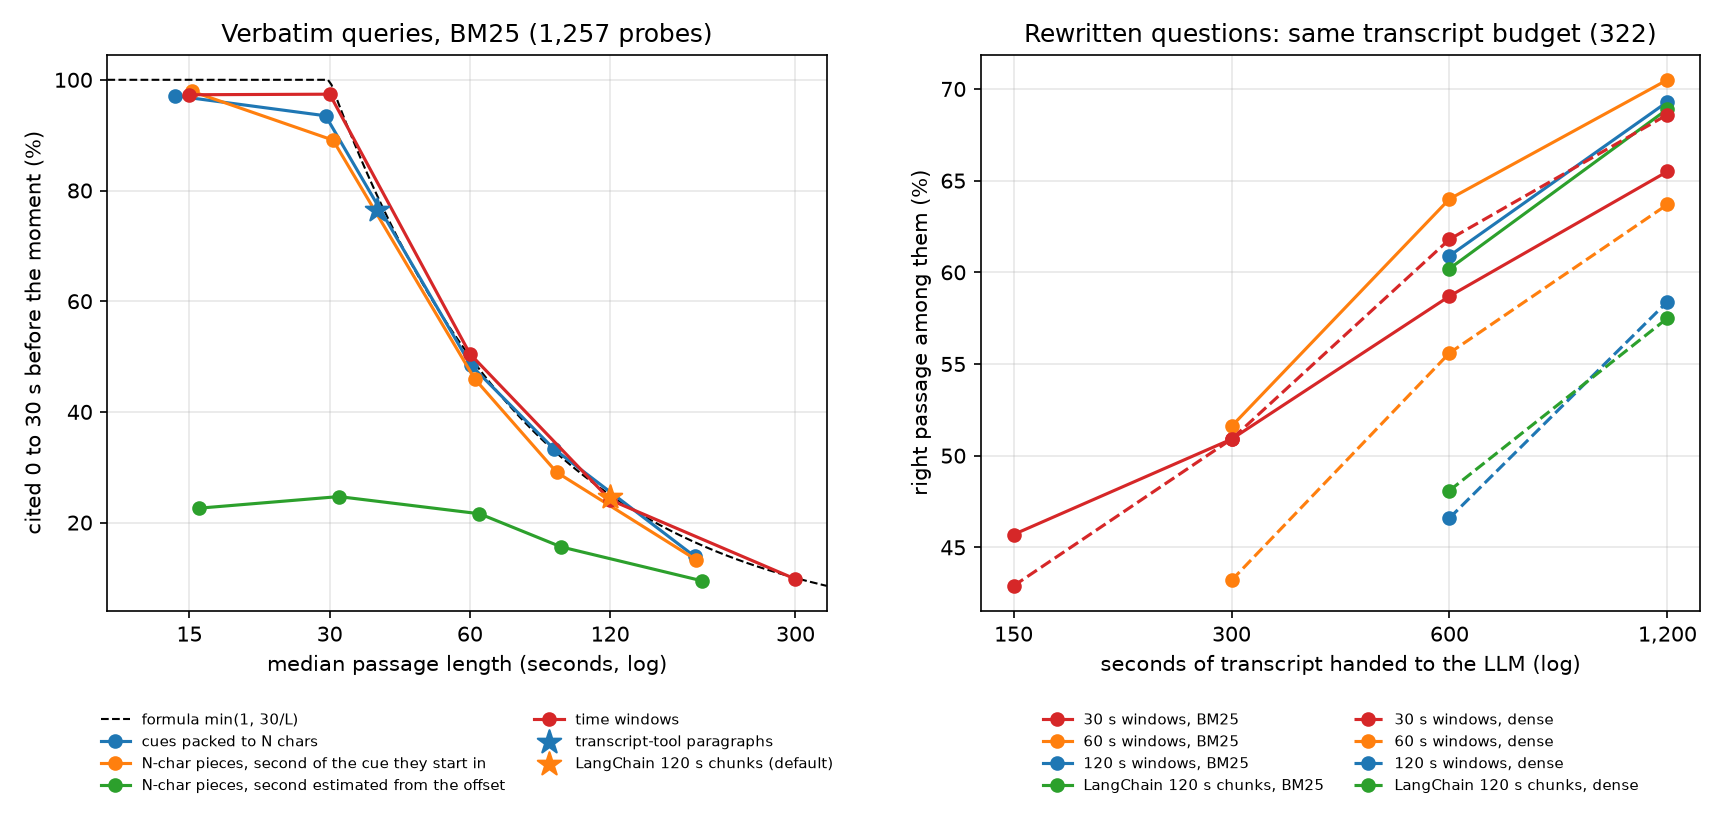 Verbatim queries, BM25 (1,257 probes)
cited 0 to 30 s before the moment (%)
100
80
60
40
20
15
30
60
120
300
median passage length (seconds, log)
formula min(1, 30/L)
cues packed to N chars
N-char pieces, second of the cue they start in
N-char pieces, second estimated from the offset
time windows
transcript-tool paragraphs
LangChain 120 s chunks (default)
Rewritten questions: same transcript budget (322)
right passage among them (%)
70
65
60
55
50
45
150
300
600
1,200
seconds of transcript handed to the LLM (log)
30 s windows, BM25
60 s windows, BM25
120 s windows, BM25
LangChain 120 s chunks, BM25
30 s windows, dense
60 s windows, dense
120 s windows, dense
LangChain 120 s chunks, dense